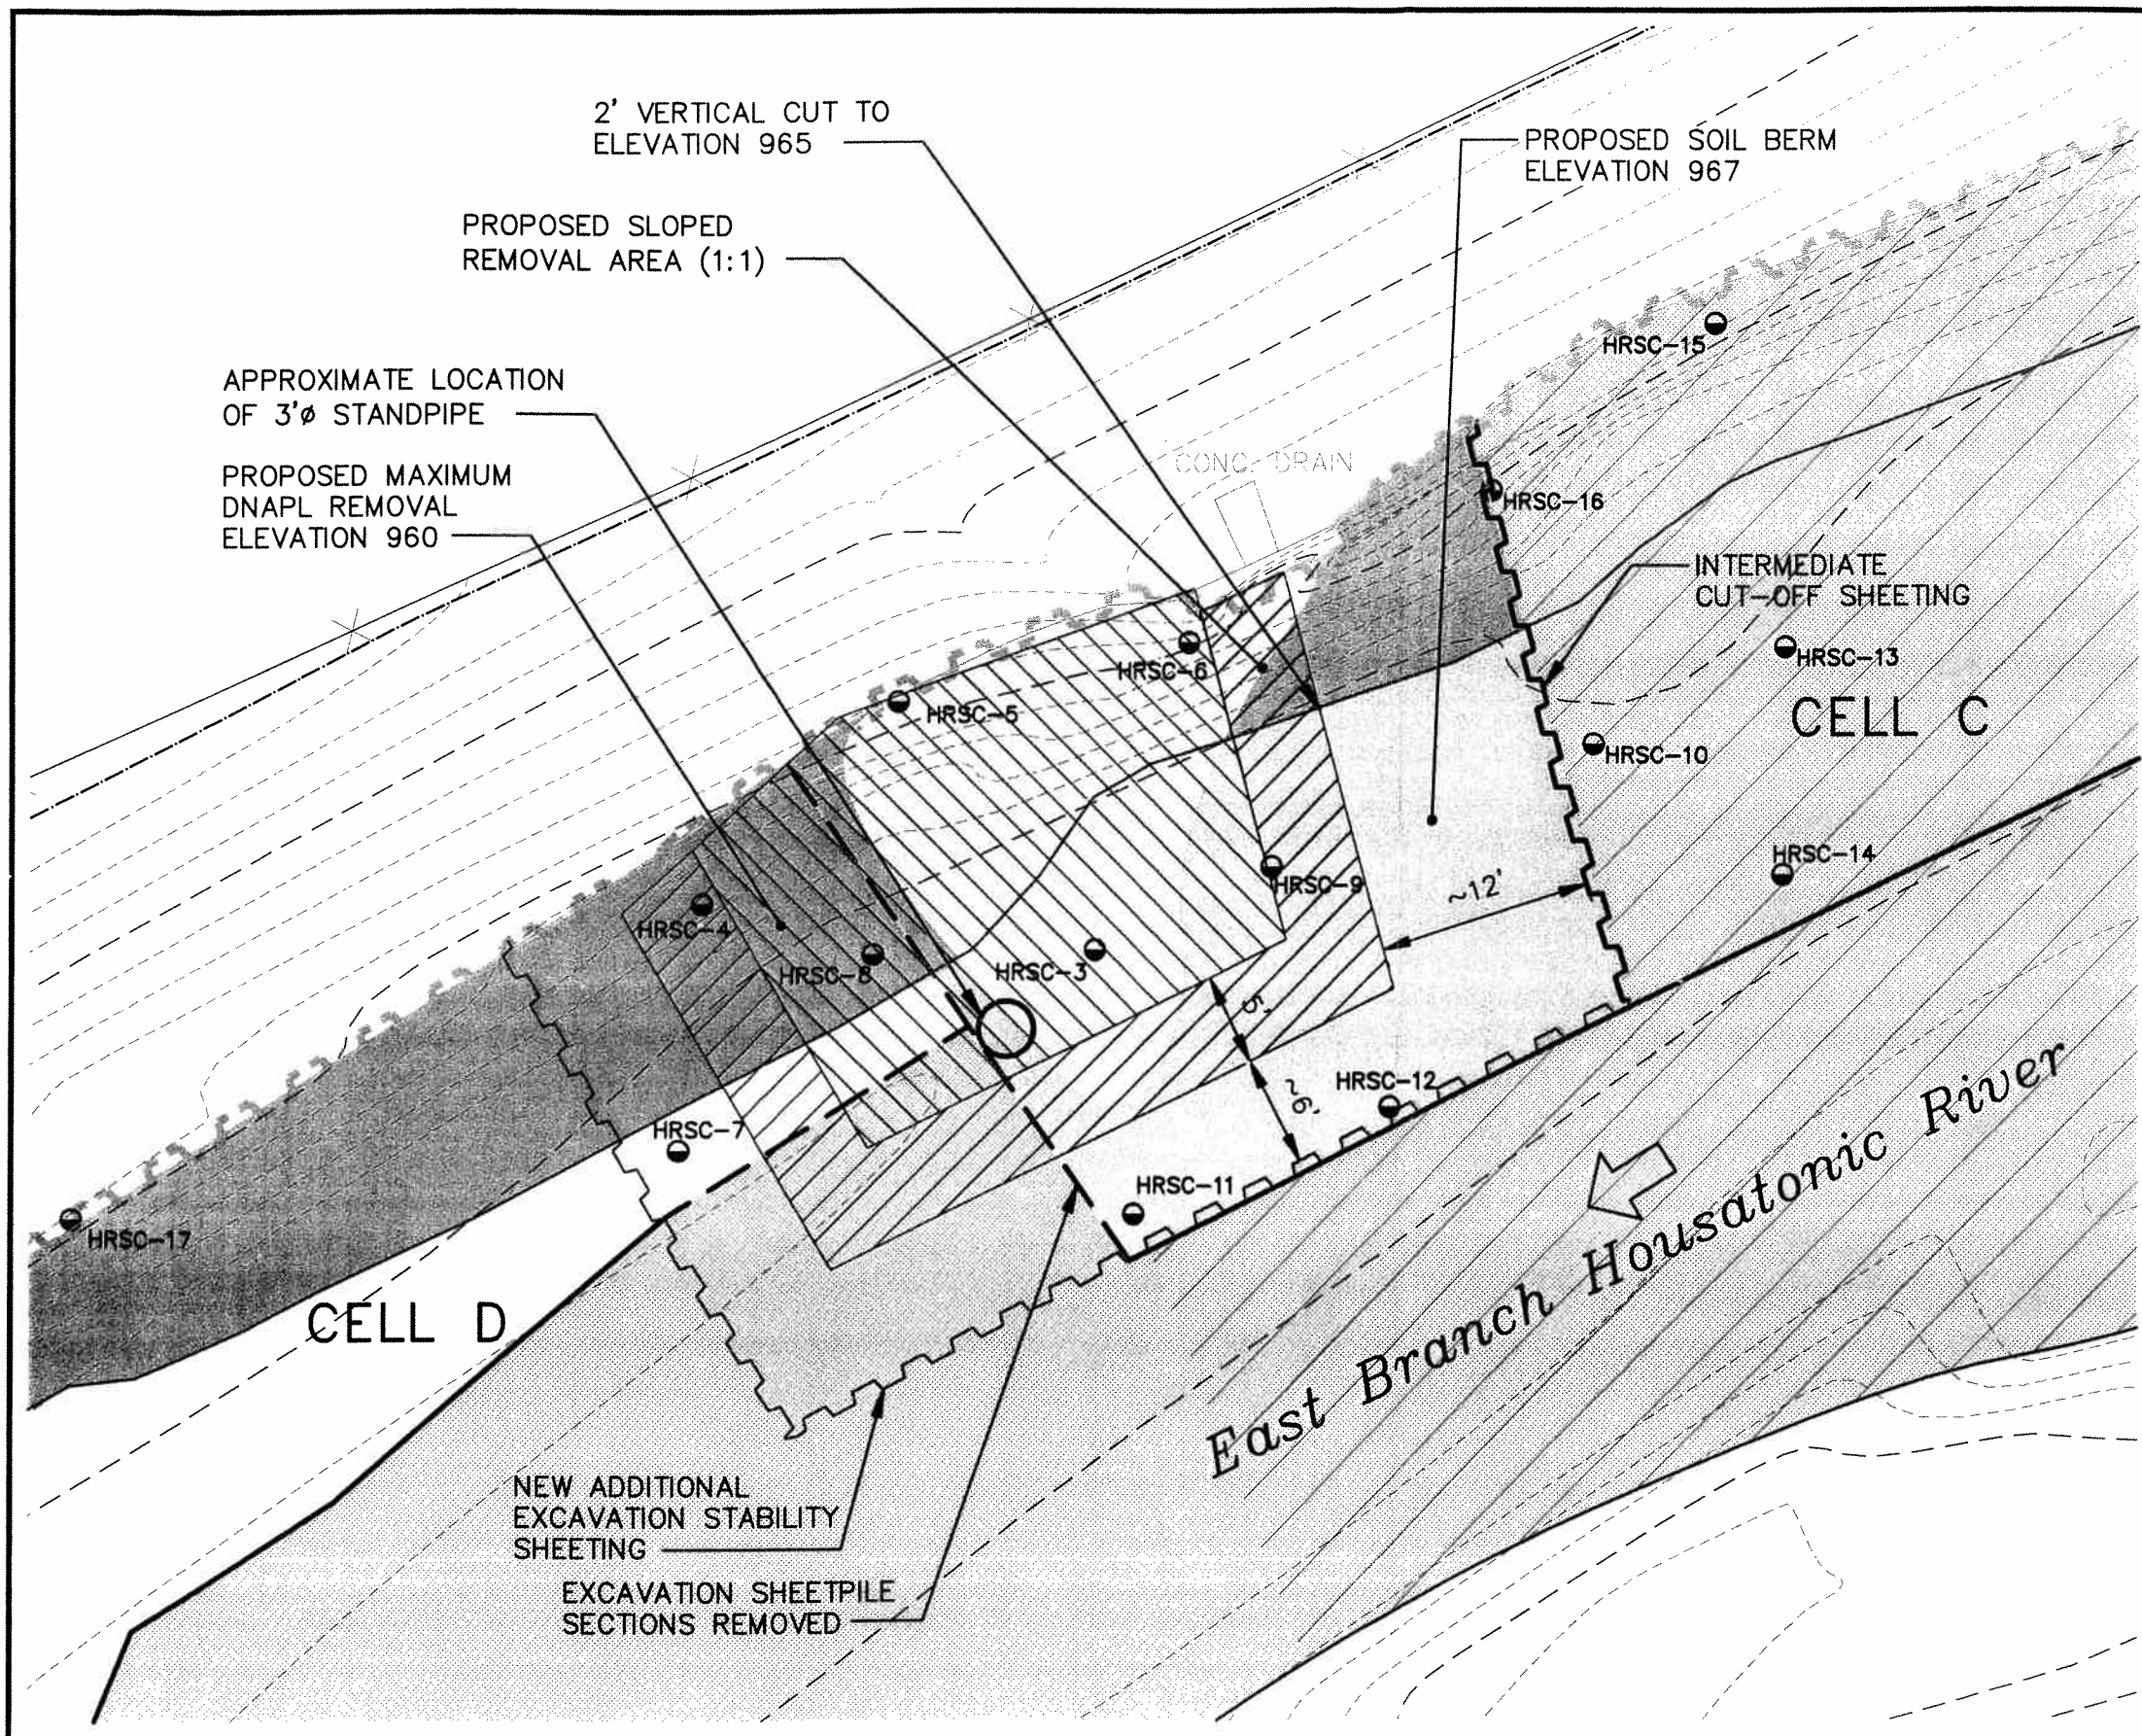 2' VERTICAL CUT TO
ELEVATION 965
PROPOSED SOIL BERM
ELEVATION 967
PROPOSED SLOPED
REMOVAL AREA (1:1)
APPROXIMATE LOCATION
OF 3'ø STANDPIPE
PROPOSED MAXIMUM
DNAPL REMOVAL
ELEVATION 960
CONC. DRAIN
HRSC-15
HRSC-16
INTERMEDIATE
CUT-OFF SHEETING
HRSC-13
CELL C
HRSC-10
HRSC-14
HRSC-6
HRSC-5
HRSC-9
~12'
HRSC-4
HRSC-8
HRSC-3
5'
~6'
HRSC-12
HRSC-7
HRSC-11
HRSC-17
CELL D
East Branch Housatonic River
NEW ADDITIONAL
EXCAVATION STABILITY
SHEETING
EXCAVATION SHEETPILE
SECTIONS REMOVED